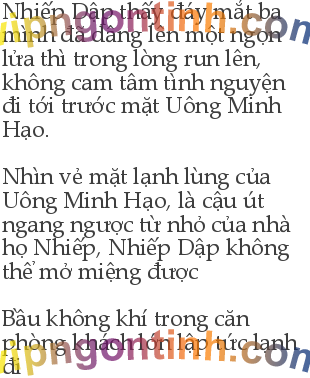 Nhiếp Dập thấy đáy mắt ba
mình đã dâng lên một ngọn
lửa thì trong lòng run lên,
không cam tâm tình nguyện
đi tới trước mặt Uông Minh
Hạo.
Nhìn vẻ mặt lạnh lùng của
Uông Minh Hạo, là cậu út
ngang ngược từ nhỏ của nhà
họ Nhiếp, Nhiếp Dập không
thể mở miệng được
Bầu không khí trong căn
phòng khách lớn lập tức lạnh
đi